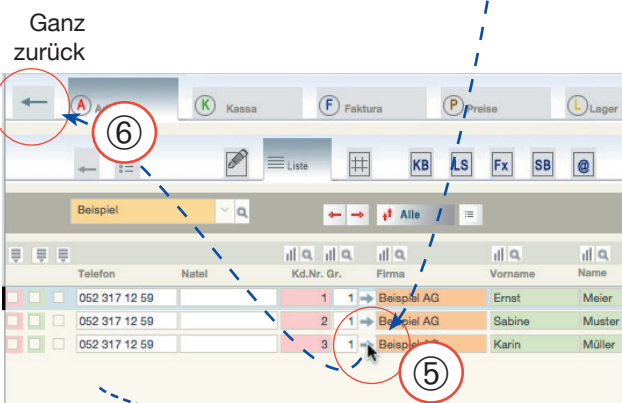 Ganz
zurück
A
K Kassa
F Faktura
P Preise
L Lager
⑥
Liste
KB LS Fx SB @
Beispiel
Alle
Telefon Natel Kd.Nr. Gr. Firma Vorname Name
052 317 12 59 1 1 Beispiel AG Ernst Meier
052 317 12 59 2 1 Beispiel AG Sabine Muster
052 317 12 59 3 1 Beispiel AG Karin Müller
⑤